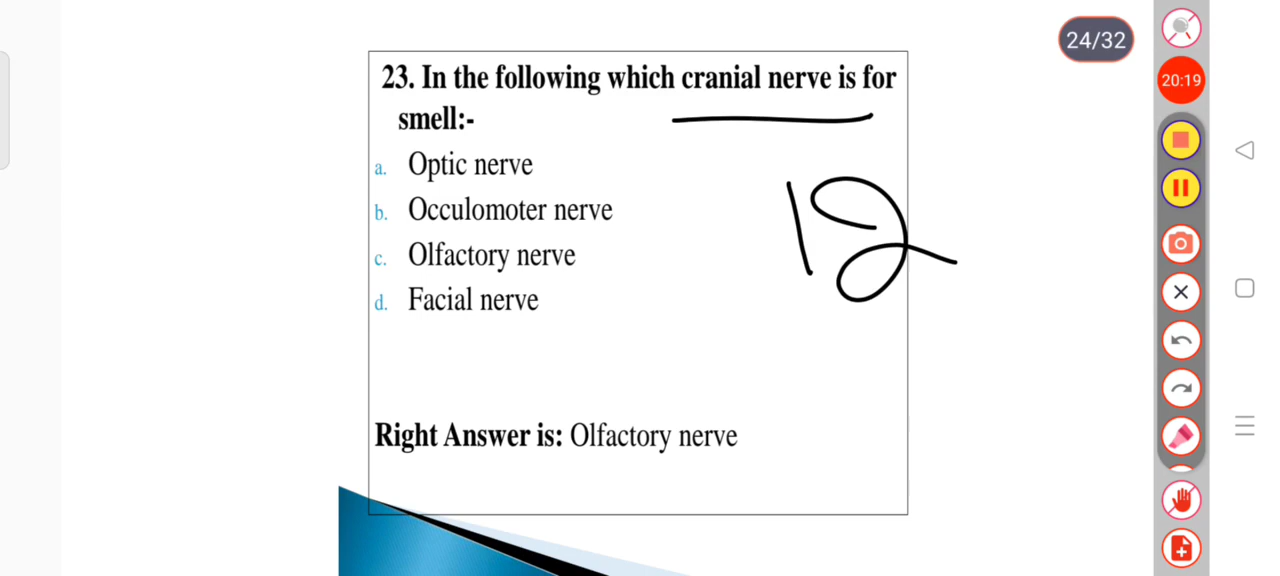 24/32
20:19
23. In the following which cranial nerve is for
smell:-
a. Optic nerve
b. Occulomoter nerve
c. Olfactory nerve
d. Facial nerve
12
Right Answer is: Olfactory nerve